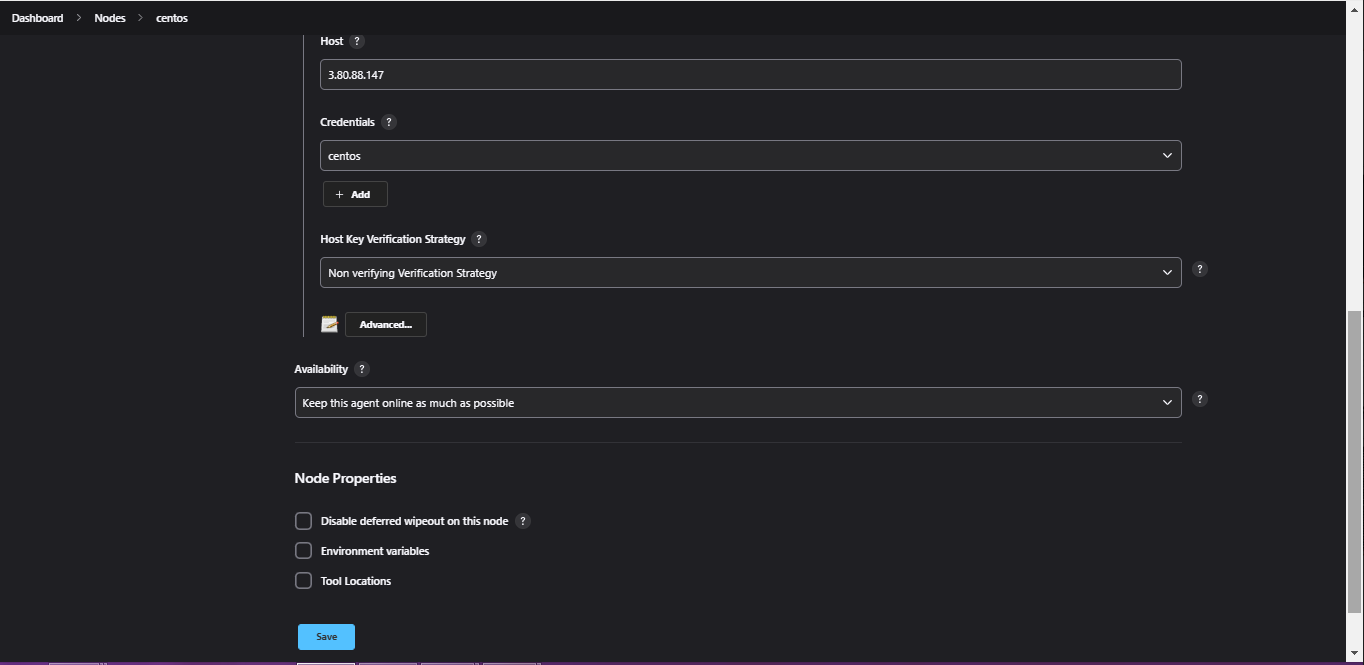 Dashboard > Nodes > centos
Host ?
3.80.88.147
Credentials ?
centos
+ Add
Host Key Verification Strategy ?
Non verifying Verification Strategy
?
Advanced...
Availability ?
Keep this agent online as much as possible
?
Node Properties
Disable deferred wipeout on this node ?
Environment variables
Tool Locations
Save